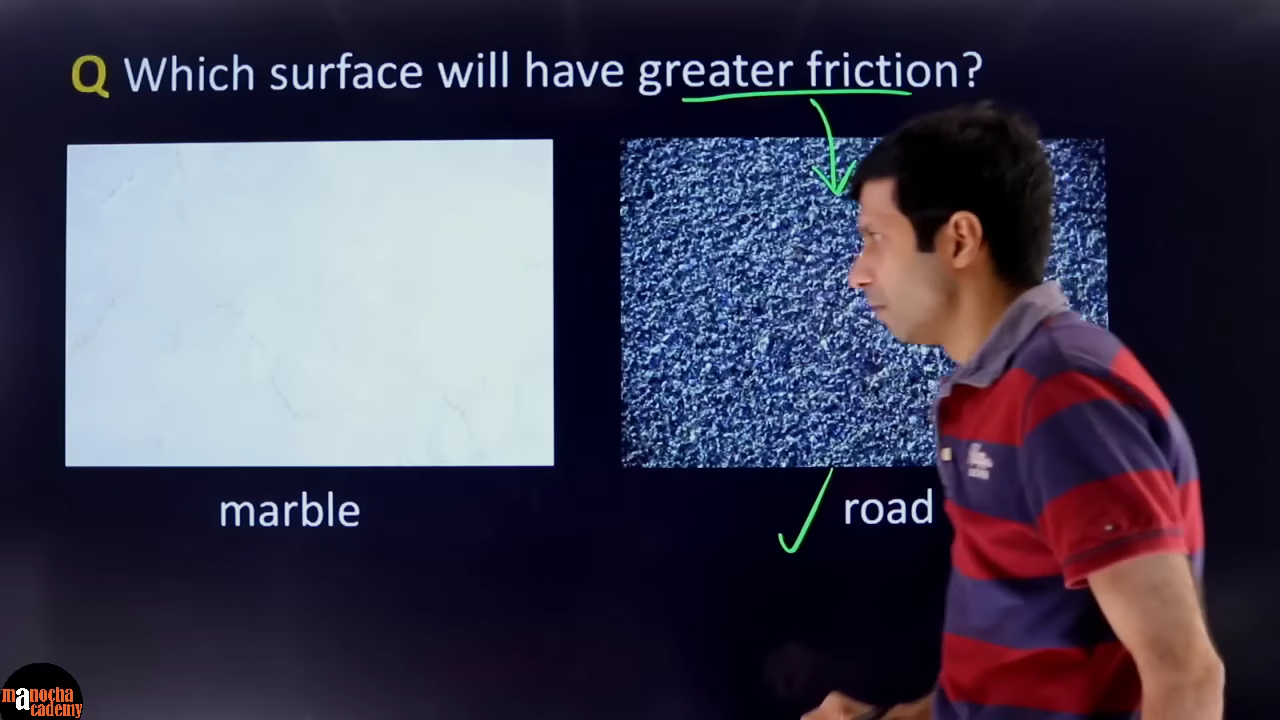 Q Which surface will have greater friction?
marble
road
manocha
academy